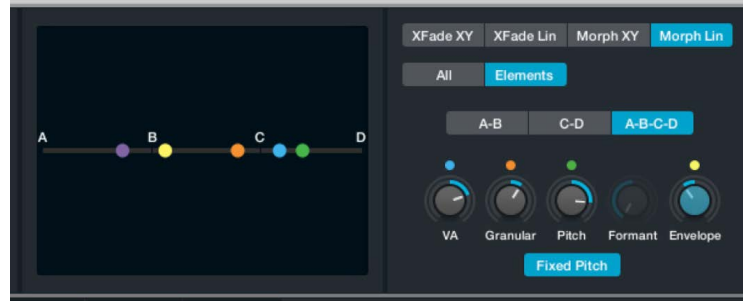 XFade XY XFade Lin Morph XY Morph Lin
All Elements
A-B C-D A-B-C-D
A B C D
VA Granular Pitch Formant Envelope
Fixed Pitch